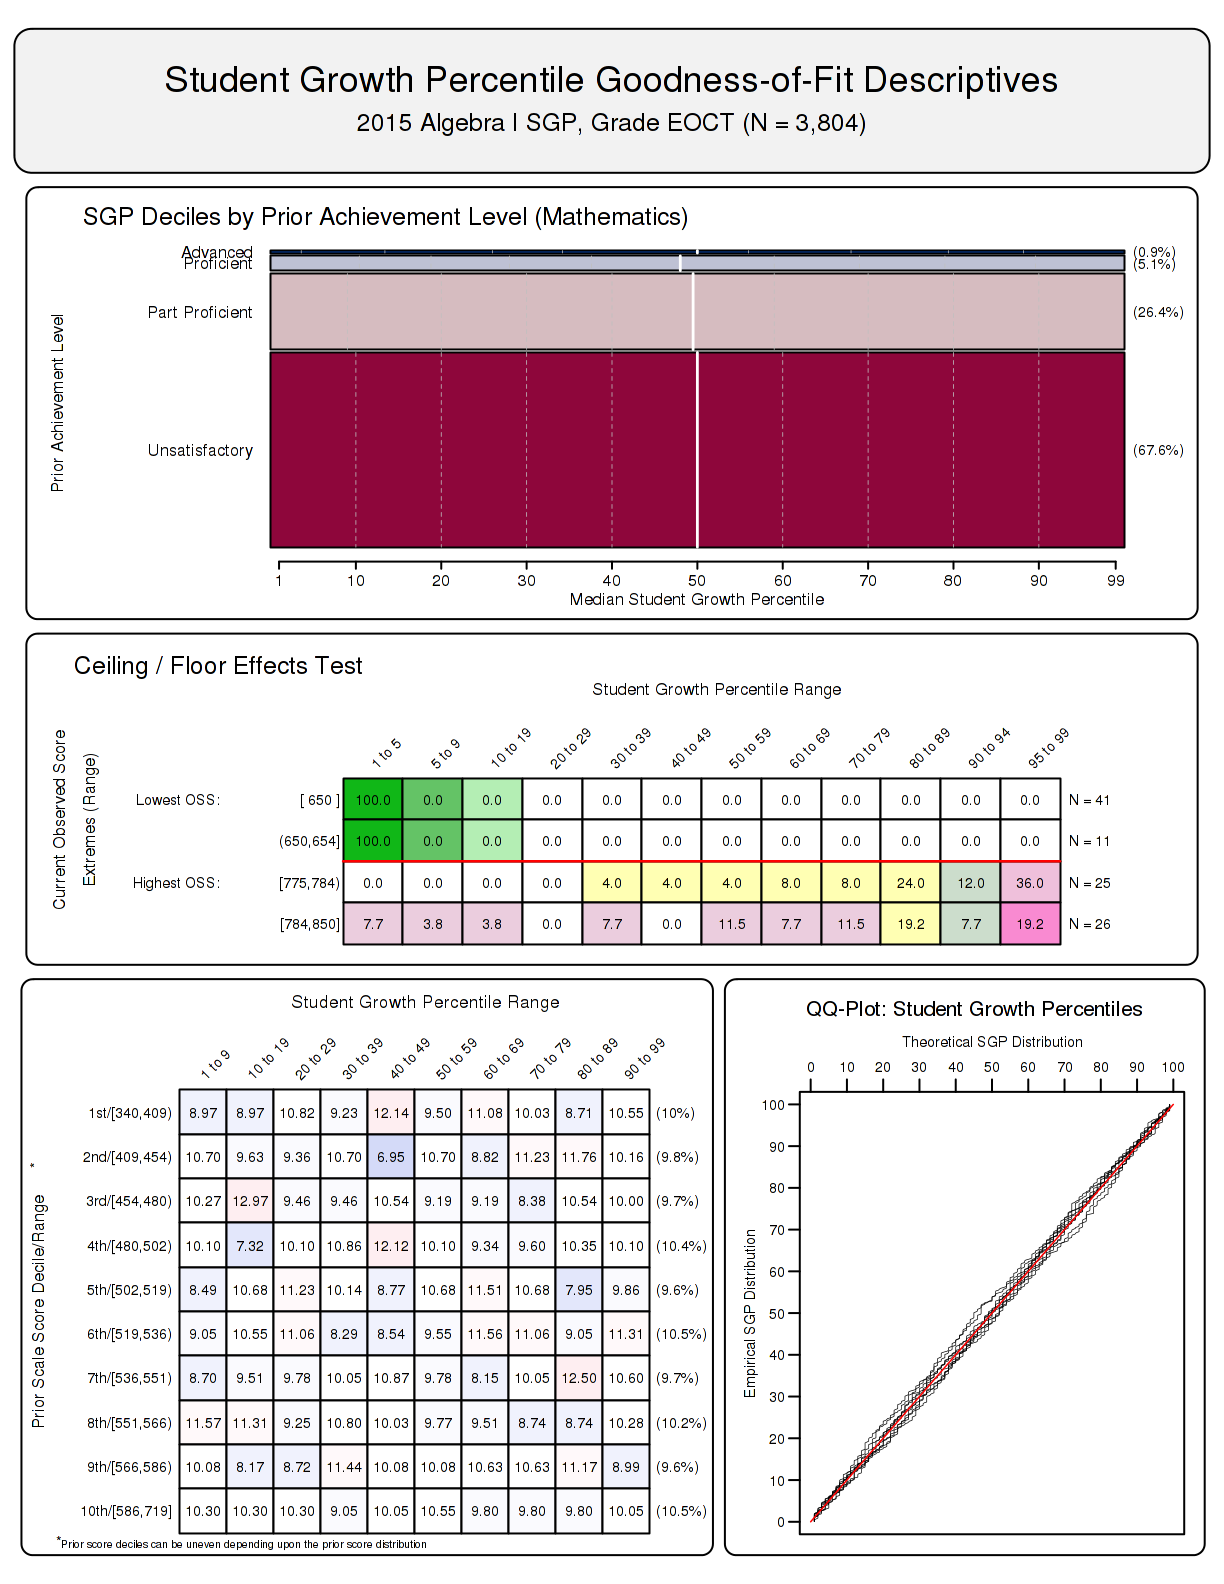 Student Growth Percentile Goodness-of-Fit Descriptives
2015 Algebra I SGP, Grade EOCT (N = 3,804)
SGP Deciles by Prior Achievement Level (Mathematics)
Prior Achievement Level
Advanced (0.9%)
Proficient (5.1%)
Part Proficient (26.4%)
Unsatisfactory (67.6%)
1 10 20 30 40 50 60 70 80 90 99
Median Student Growth Percentile
Ceiling / Floor Effects Test
Student Growth Percentile Range
Current Observed Score
Extremes (Range)
1 to 5 5 to 9 10 to 19 20 to 29 30 to 39 40 to 49 50 to 59 60 to 69 70 to 79 80 to 89 90 to 94 95 to 99
Lowest OSS: [ 650 ] 100.0 0.0 0.0 0.0 0.0 0.0 0.0 0.0 0.0 0.0 0.0 0.0 N = 41
(650,654] 100.0 0.0 0.0 0.0 0.0 0.0 0.0 0.0 0.0 0.0 0.0 0.0 N = 11
Highest OSS: [775,784) 0.0 0.0 0.0 0.0 4.0 4.0 4.0 8.0 8.0 24.0 12.0 36.0 N = 25
[784,850] 7.7 3.8 3.8 0.0 7.7 0.0 11.5 7.7 11.5 19.2 7.7 19.2 N = 26
Student Growth Percentile Range
Prior Scale Score Decile/Range *
1 to 9 10 to 19 20 to 29 30 to 39 40 to 49 50 to 59 60 to 69 70 to 79 80 to 89 90 to 99
1st/[340,409) 8.97 8.97 10.82 9.23 12.14 9.50 11.08 10.03 8.71 10.55 (10%)
2nd/[409,454) 10.70 9.63 9.36 10.70 6.95 10.70 8.82 11.23 11.76 10.16 (9.8%)
3rd/[454,480) 10.27 12.97 9.46 9.46 10.54 9.19 9.19 8.38 10.54 10.00 (9.7%)
4th/[480,502) 10.10 7.32 10.10 10.86 12.12 10.10 9.34 9.60 10.35 10.10 (10.4%)
5th/[502,519) 8.49 10.68 11.23 10.14 8.77 10.68 11.51 10.68 7.95 9.86 (9.6%)
6th/[519,536) 9.05 10.55 11.06 8.29 8.54 9.55 11.56 11.06 9.05 11.31 (10.5%)
7th/[536,551) 8.70 9.51 9.78 10.05 10.87 9.78 8.15 10.05 12.50 10.60 (9.7%)
8th/[551,566) 11.57 11.31 9.25 10.80 10.03 9.77 9.51 8.74 8.74 10.28 (10.2%)
9th/[566,586) 10.08 8.17 8.72 11.44 10.08 10.08 10.63 10.63 11.17 8.99 (9.6%)
10th/[586,719] 10.30 10.30 10.30 9.05 10.05 10.55 9.80 9.80 9.80 10.05 (10.5%)
*Prior score deciles can be uneven depending upon the prior score distribution
QQ-Plot: Student Growth Percentiles
Theoretical SGP Distribution
0 10 20 30 40 50 60 70 80 90 100
Empirical SGP Distribution
100
90
80
70
60
50
40
30
20
10
0